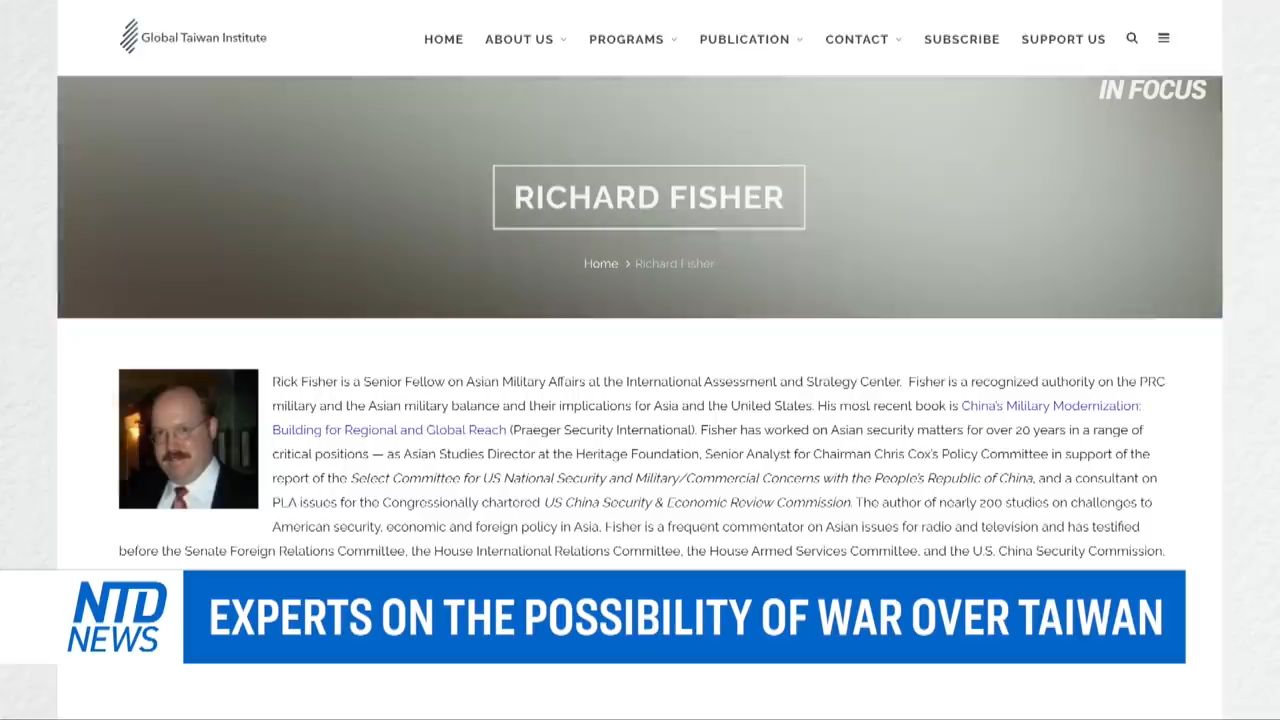 Global Taiwan Institute
HOME ABOUT US PROGRAMS PUBLICATION CONTACT SUBSCRIBE SUPPORT US
IN FOCUS
RICHARD FISHER
Home > Richard Fisher
Rick Fisher is a Senior Fellow on Asian Military Affairs at the International Assessment and Strategy Center. Fisher is a recognized authority on the PRC
military and the Asian military balance and their implications for Asia and the United States. His most recent book is China's Military Modernization:
Building for Regional and Global Reach (Praeger Security International). Fisher has worked on Asian security matters for over 20 years in a range of
critical positions — as Asian Studies Director at the Heritage Foundation, Senior Analyst for Chairman Chris Cox's Policy Committee in support of the
report of the Select Committee for US National Security and Military/Commercial Concerns with the People's Republic of China, and a consultant on
PLA issues for the Congressionally chartered US China Security & Economic Review Commission. The author of nearly 200 studies on challenges to
American security, economic and foreign policy in Asia, Fisher is a frequent commentator on Asian issues for radio and television and has testified
before the Senate Foreign Relations Committee, the House International Relations Committee, the House Armed Services Committee, and the U.S. China Security Commission.
NTD
NEWS
EXPERTS ON THE POSSIBILITY OF WAR OVER TAIWAN